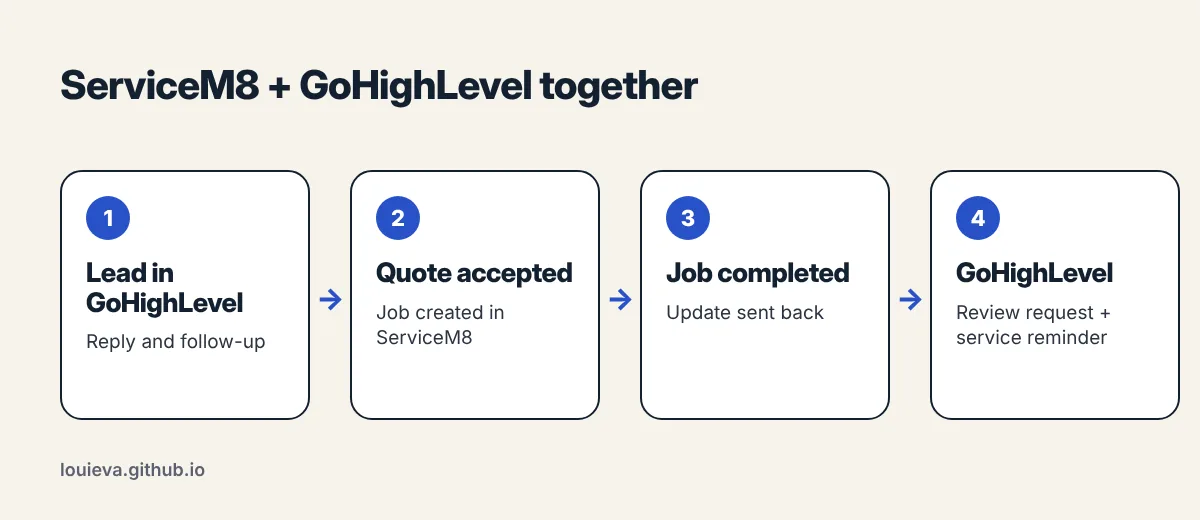 ServiceM8 + GoHighLevel together
1
Lead in
GoHighLevel
Reply and follow-up
→
2
Quote accepted
Job created in
ServiceM8
→
3
Job completed
Update sent back
→
4
GoHighLevel
Review request +
service reminder
louieva.github.io